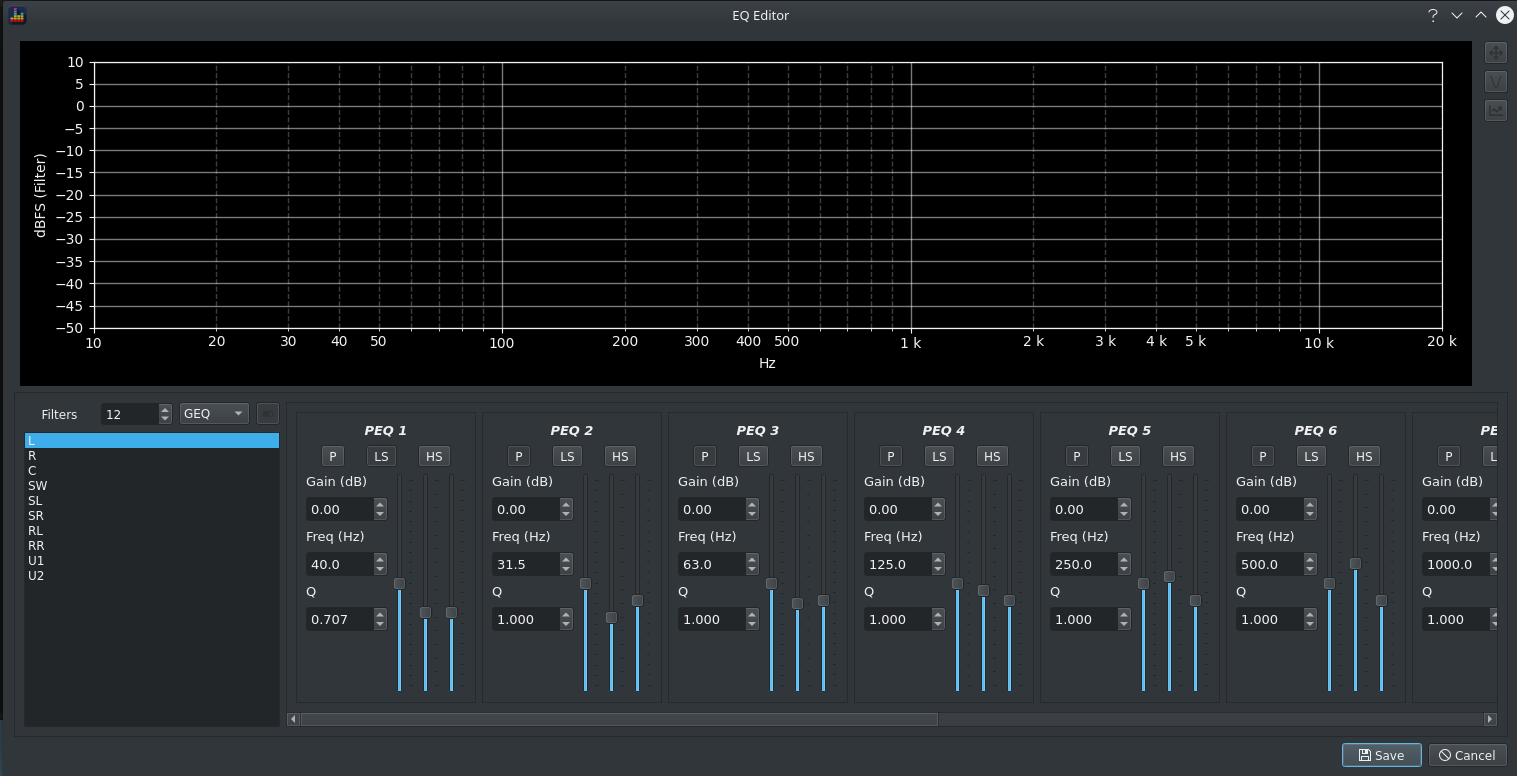 EQ Editor
10
5
0
−5
−10
−15
−20
−25
−30
−35
−40
−45
−50
dBFS (Filter)
10 20 30 40 50 100 200 300 400 500 1 k 2 k 3 k 4 k 5 k 10 k 20 k
Hz
Filters 12 GEQ
L
R
C
SW
SL
SR
RL
RR
U1
U2
PEQ 1 PEQ 2 PEQ 3 PEQ 4 PEQ 5 PEQ 6 PE
P LS HS P LS HS P LS HS P LS HS P LS HS P LS HS P L
Gain (dB) Gain (dB) Gain (dB) Gain (dB) Gain (dB) Gain (dB) Gain (dB)
0.00 0.00 0.00 0.00 0.00 0.00 0.00
Freq (Hz) Freq (Hz) Freq (Hz) Freq (Hz) Freq (Hz) Freq (Hz) Freq (Hz)
40.0 31.5 63.0 125.0 250.0 500.0 1000.0
Q Q Q Q Q Q Q
0.707 1.000 1.000 1.000 1.000 1.000 1.000
Save Cancel